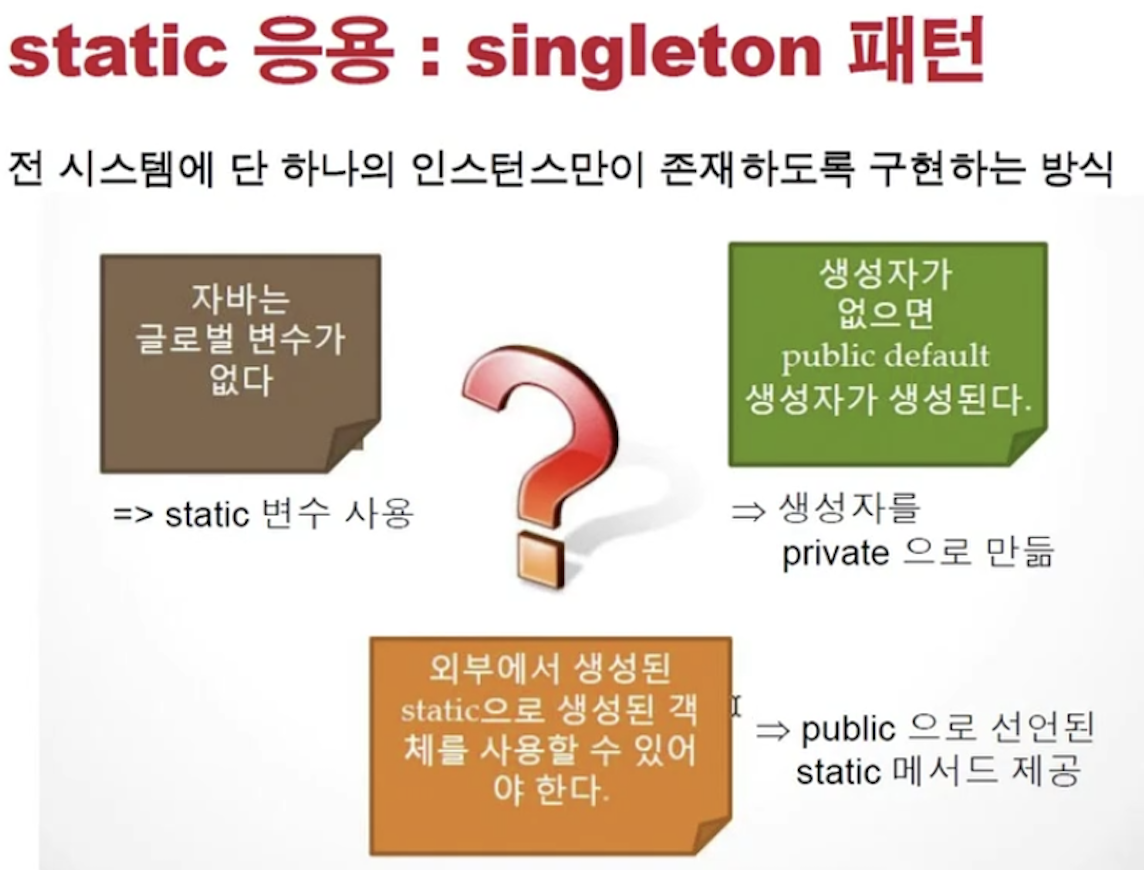 static 응용 : singleton 패턴
전 시스템에 단 하나의 인스턴스만이 존재하도록 구현하는 방식
자바는
글로벌 변수가
없다
=> static 변수 사용
생성자가
없으면
public default
생성자가 생성된다.
⇒ 생성자를
private 으로 만듦
외부에서 생성된
static으로 생성된 객
체를 사용할 수 있어
야 한다.
⇒ public 으로 선언된
static 메서드 제공